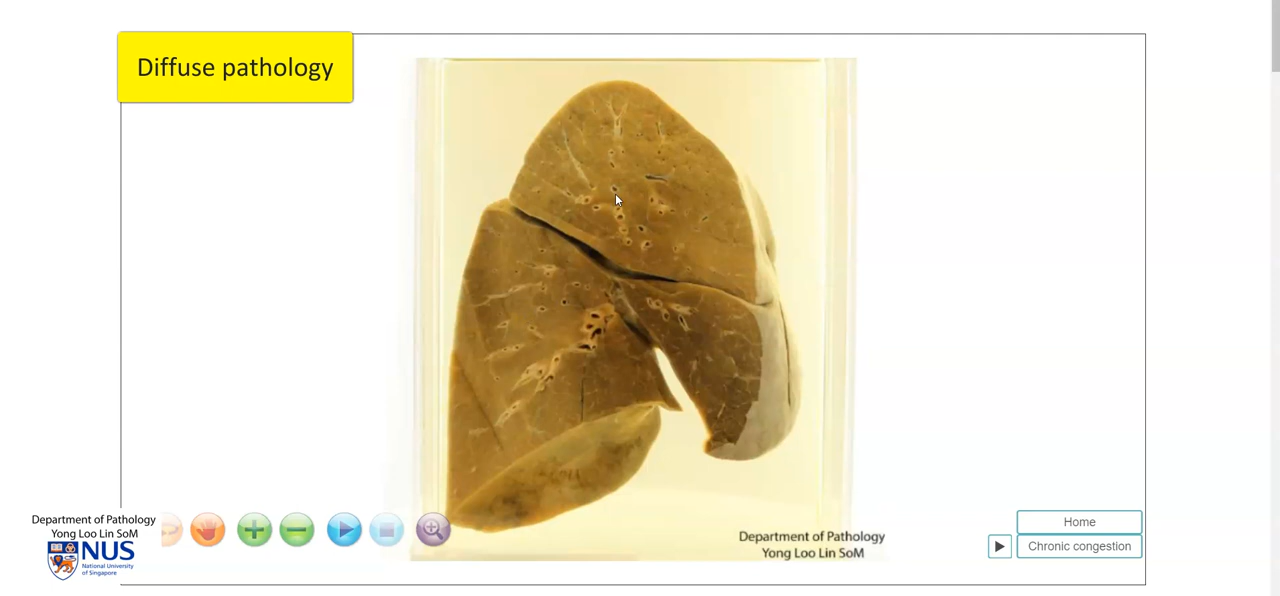 Diffuse pathology
Department of Pathology
Yong Loo Lin SoM
Department of Pathology
Yong Loo Lin SoM
NUS
National University
of Singapore
Home
Chronic congestion